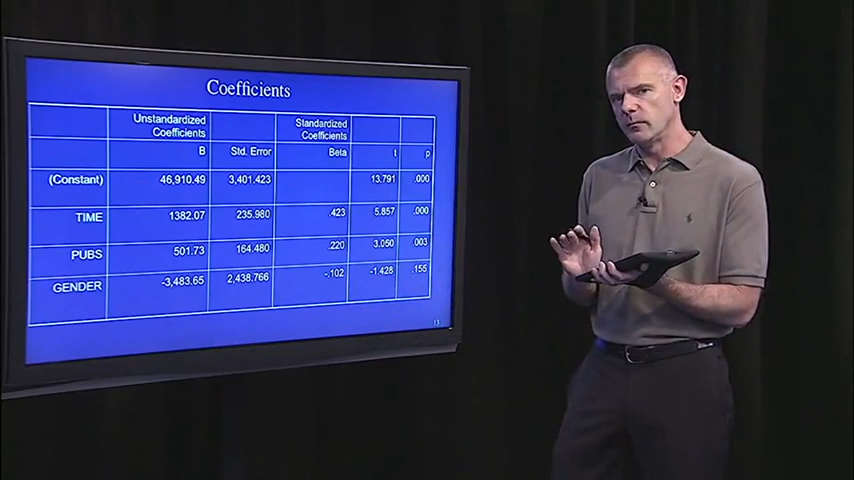 Coefficients
Unstandardized Coefficients Standardized Coefficients
B Std. Error Beta t p
(Constant) 46,910.49 3,401.423 13.791 .000
TIME 1382.07 235.980 .423 5.857 .000
PUBS 501.73 164.480 .220 3.050 .003
GENDER -3,483.65 2,438.766 -.102 -1.428 .155
13